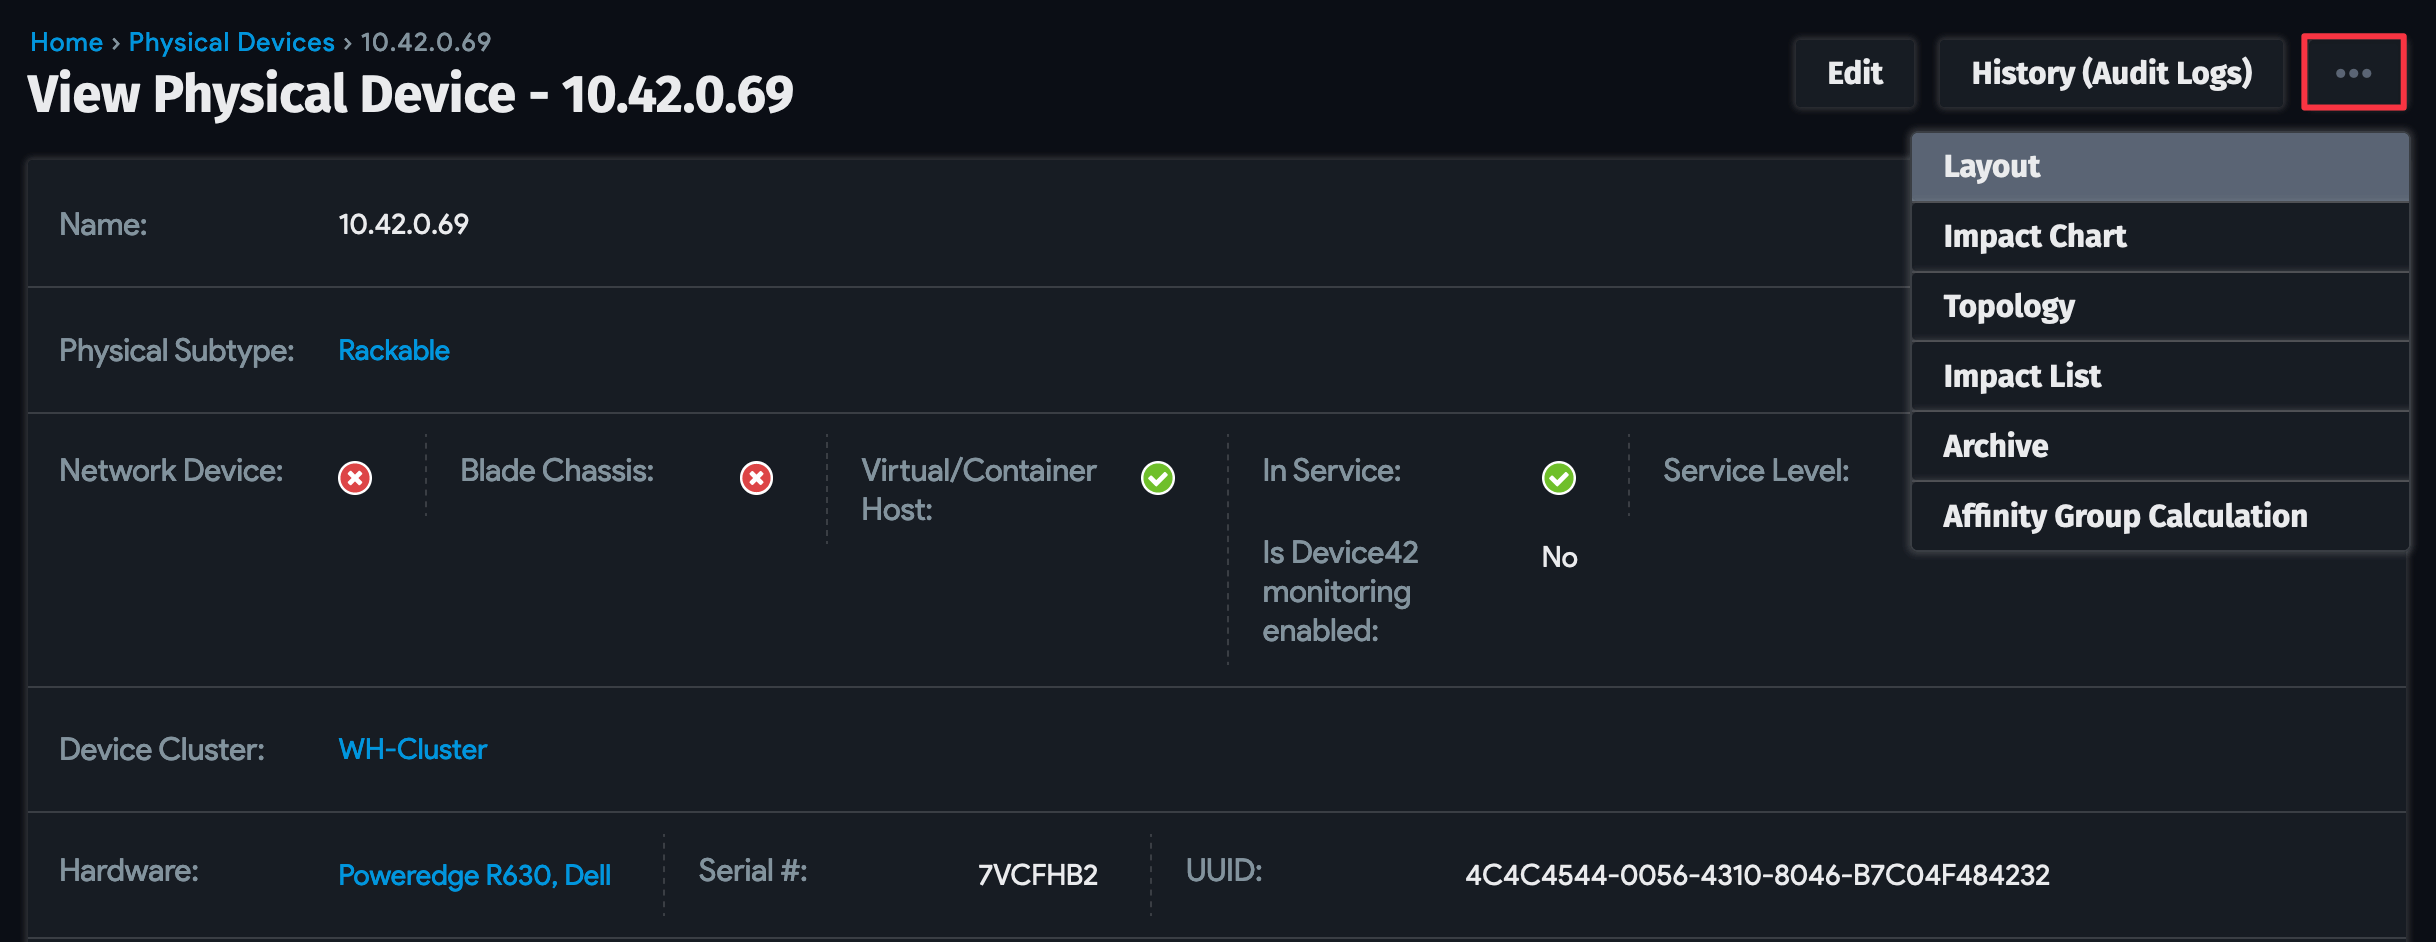 Home › Physical Devices › 10.42.0.69
View Physical Device - 10.42.0.69
Edit
History (Audit Logs)
•••
Layout
Impact Chart
Topology
Impact List
Archive
Affinity Group Calculation
Name:
10.42.0.69
Physical Subtype:
Rackable
Network Device:
Blade Chassis:
Virtual/Container
Host:
In Service:
Service Level:
Is Device42
monitoring
enabled:
No
Device Cluster:
WH-Cluster
Hardware:
Poweredge R630, Dell
Serial #:
7VCFHB2
UUID:
4C4C4544-0056-4310-8046-B7C04F484232